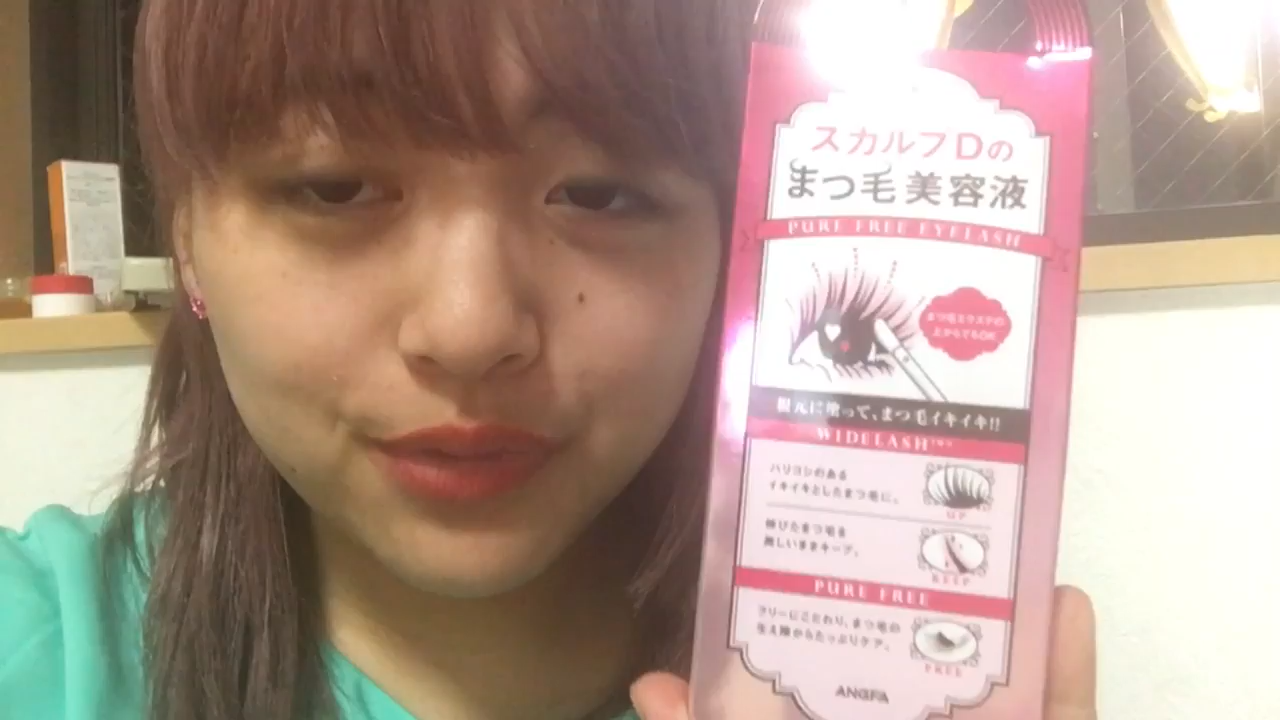 スカルプDの
まつ毛美容液
PURE FREE EYELASH
まつ毛エクステの
上からでもOK
根元に塗って、まつ毛イキイキ!!
WIDELASH™
ハリコシのある
イキイキとしたまつ毛に。
UP
伸びたまつ毛を
美しいままキープ。
KEEP
PURE FREE
フリーにこだわり、まつ毛の
生え際からたっぷりケア。
FREE
ANGFA